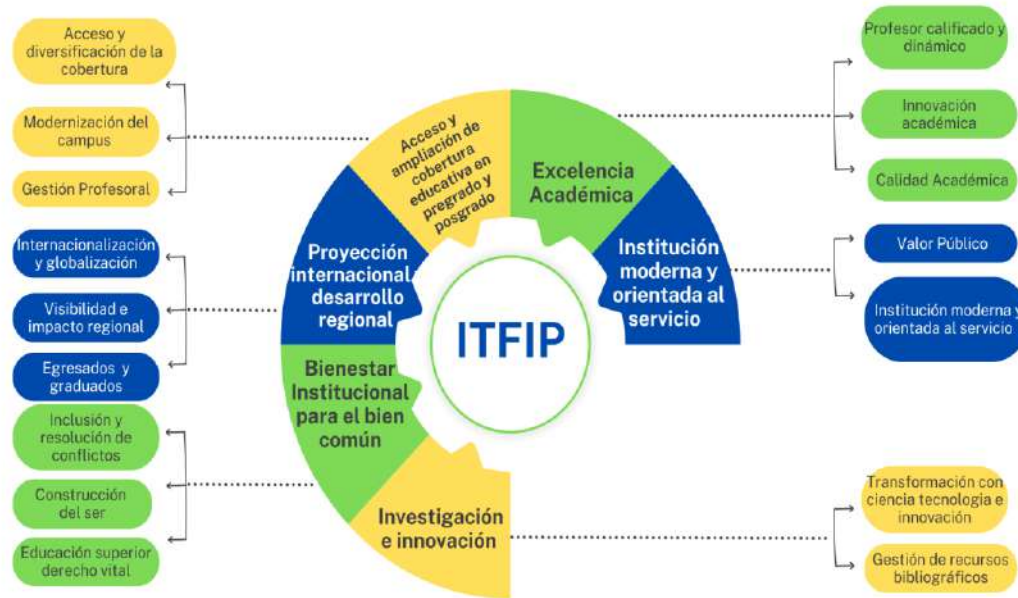 Acceso y
diversificación de la
cobertura
Modernización del
campus
Gestión Profesoral
Internacionalización
y globalización
Visibilidad e
impacto regional
Egresados y
graduados
Inclusión y
resolución de
conflictos
Construcción
del ser
Educación superior
derecho vital
Acceso y
ampliación de
cobertura
educativa en
pregrado y
posgrado
Proyección
internacional y
desarrollo
regional
Bienestar
Institucional
para el bien
común
Investigación
e innovación
ITFIP
Excelencia
Académica
Institución
moderna y
orientada al
servicio
Profesor calificado y
dinámico
Innovación
académica
Calidad Académica
Valor Público
Institución moderna y
orientada al servicio
Transformación con
ciencia tecnologia e
innovación
Gestión de recursos
bibliográficos